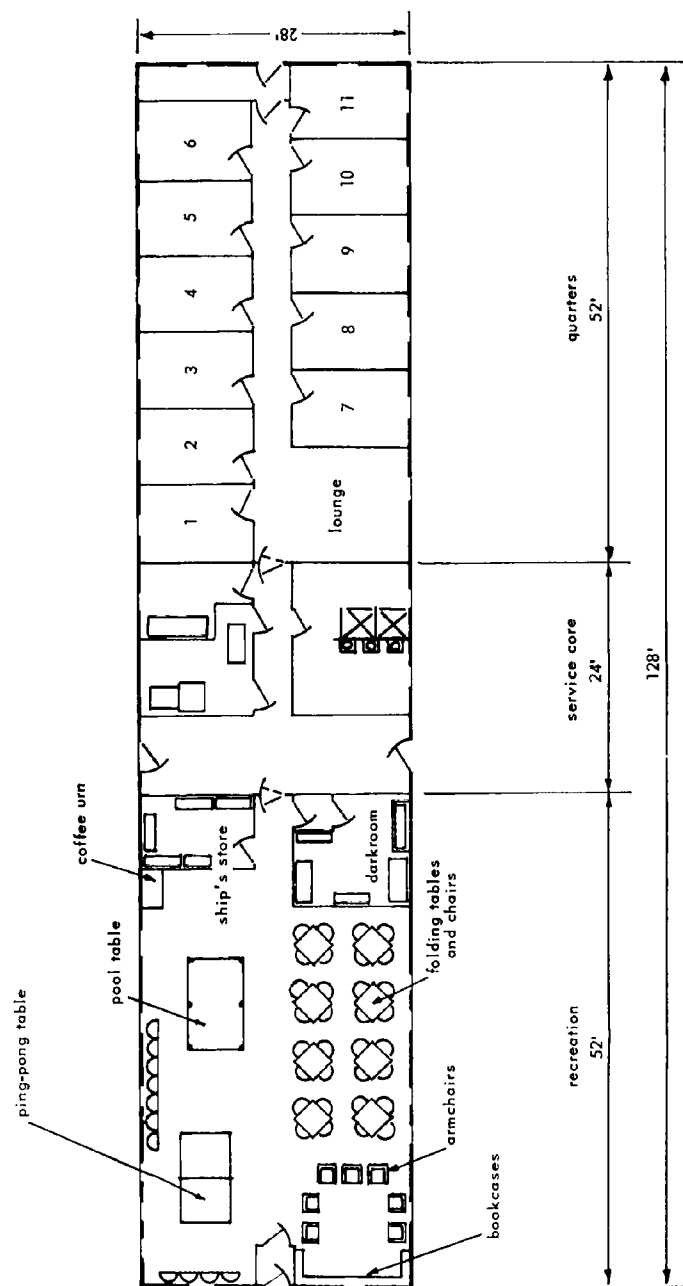 28'
6
5
4
3
2
1
11
10
9
8
7
lounge
coffee urn
ship's store
darkroom
pool table
ping-pong table
folding tables
and chairs
armchairs
bookcases
recreation
52'
service core
24'
quarters
52'
128'